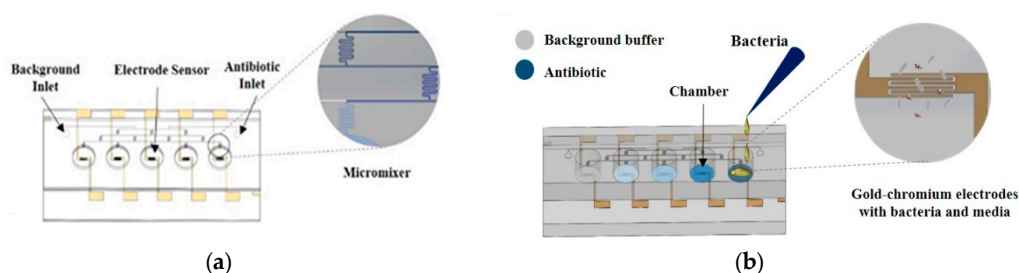 Background
Inlet
Electrode Sensor
Antibiotic
Inlet
Micromixer
(a)
Background buffer
Antibiotic
Bacteria
Chamber
Gold-chromium electrodes
with bacteria and media
(b)